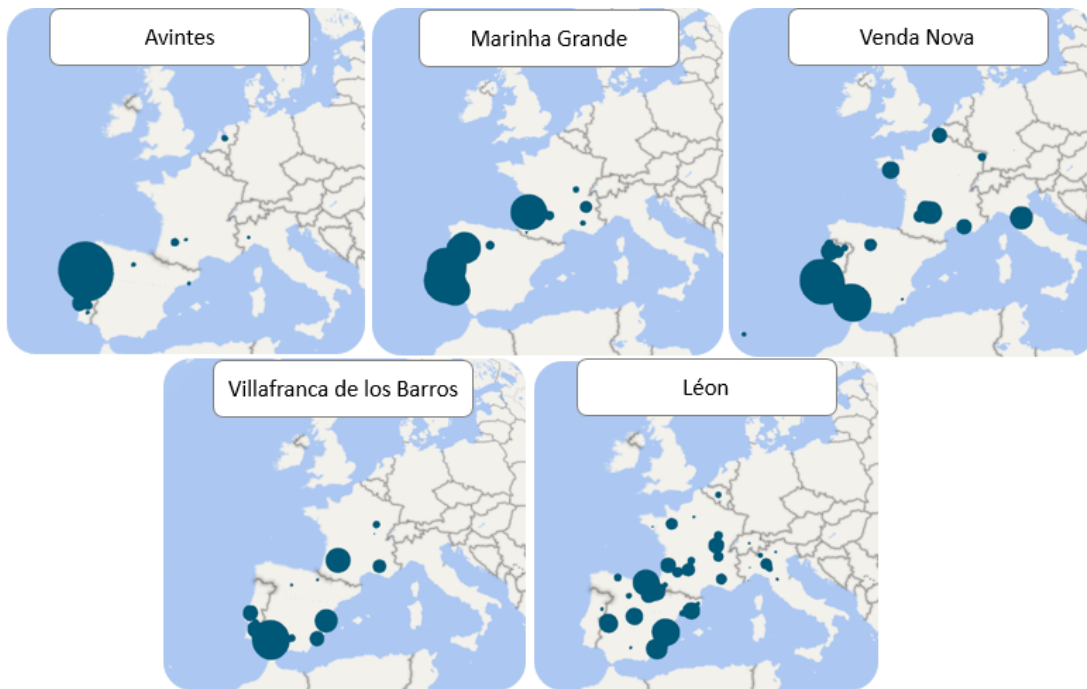 Avintes
Marinha Grande
Venda Nova
Villafranca de los Barros
Léon